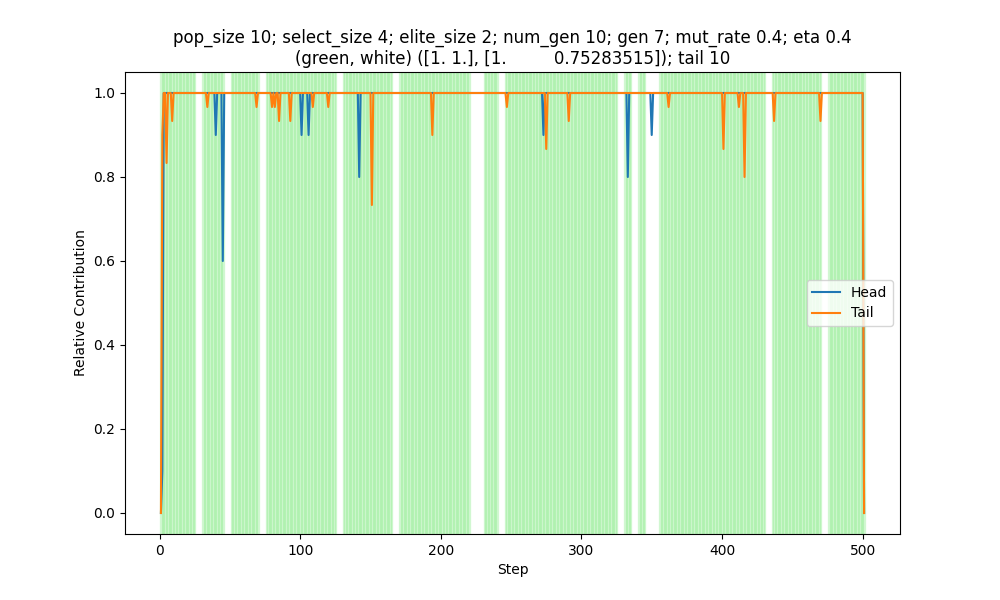 pop_size 10; select_size 4; elite_size 2; num_gen 10; gen 7; mut_rate 0.4; eta 0.4
(green, white) ([1. 1.], [1.         0.75283515]); tail 10
1.0
0.8
0.6
0.4
0.2
0.0
Relative Contribution
Head
Tail
0
100
200
300
400
500
Step